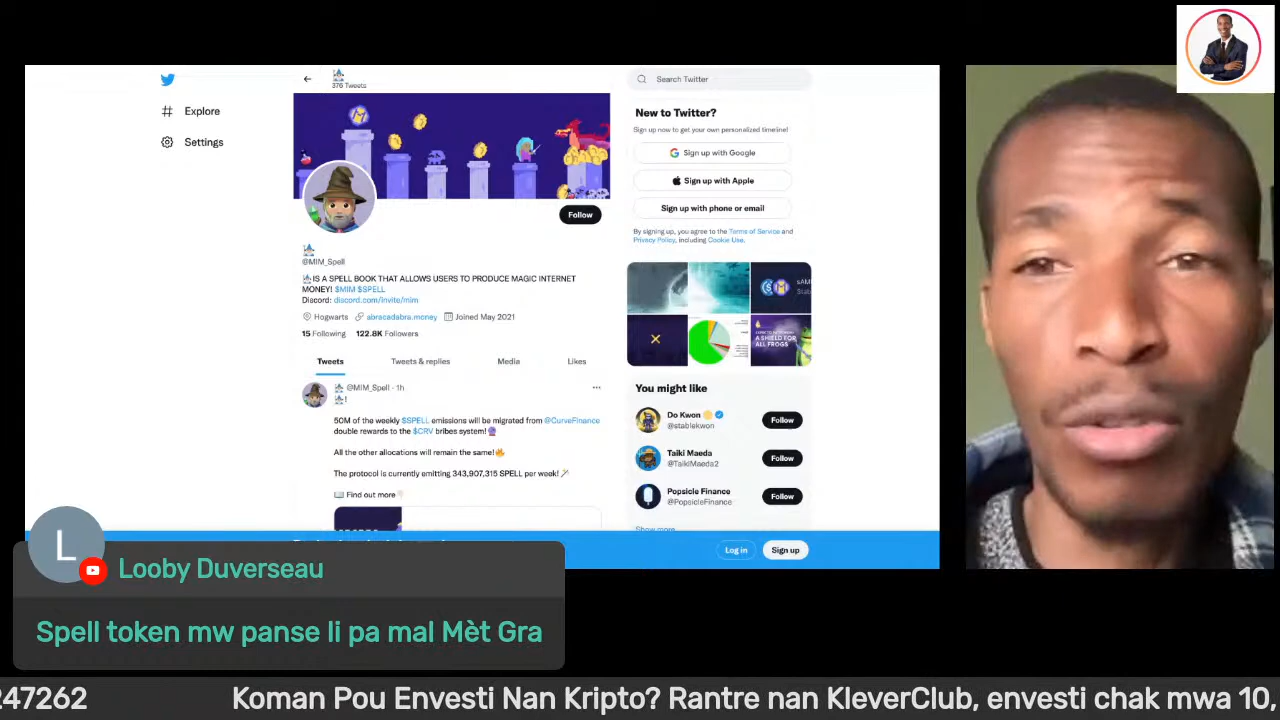 376 Tweets
Search Twitter
Explore
Settings
New to Twitter?
Sign up now to get your own personalized timeline!
Sign up with Google
Sign up with Apple
Sign up with phone or email
By signing up, you agree to the Terms of Service and
Privacy Policy, including Cookie Use.
Follow
@MIM_Spell
IS A SPELL BOOK THAT ALLOWS USERS TO PRODUCE MAGIC INTERNET
MONEY! $MIM $SPELL
Discord: discord.com/invite/mim
Hogwarts abracadabra.money Joined May 2021
15 Following 122.8K Followers
Tweets Tweets & replies Media Likes
@MIM_Spell · 1h
!
50M of the weekly $SPELL emissions will be migrated from @CurveFinance
double rewards to the $CRV bribes system!🔮
All the other allocations will remain the same!🔥
The protocol is currently emitting 343,907,315 SPELL per week!🪄
📖 Find out more
A SHIELD FOR
ALL FROGS
You might like
Do Kwon
@stablekwon
Follow
Taiki Maeda
@TaikiMaeda2
Follow
Popsicle Finance
@PopsicleFinance
Follow
Show more
Log in
Sign up
L
Looby Duverseau
Spell token mw panse li pa mal Mèt Gra
247262 Koman Pou Envesti Nan Kripto? Rantre nan KleverClub, envesti chak mwa 10,